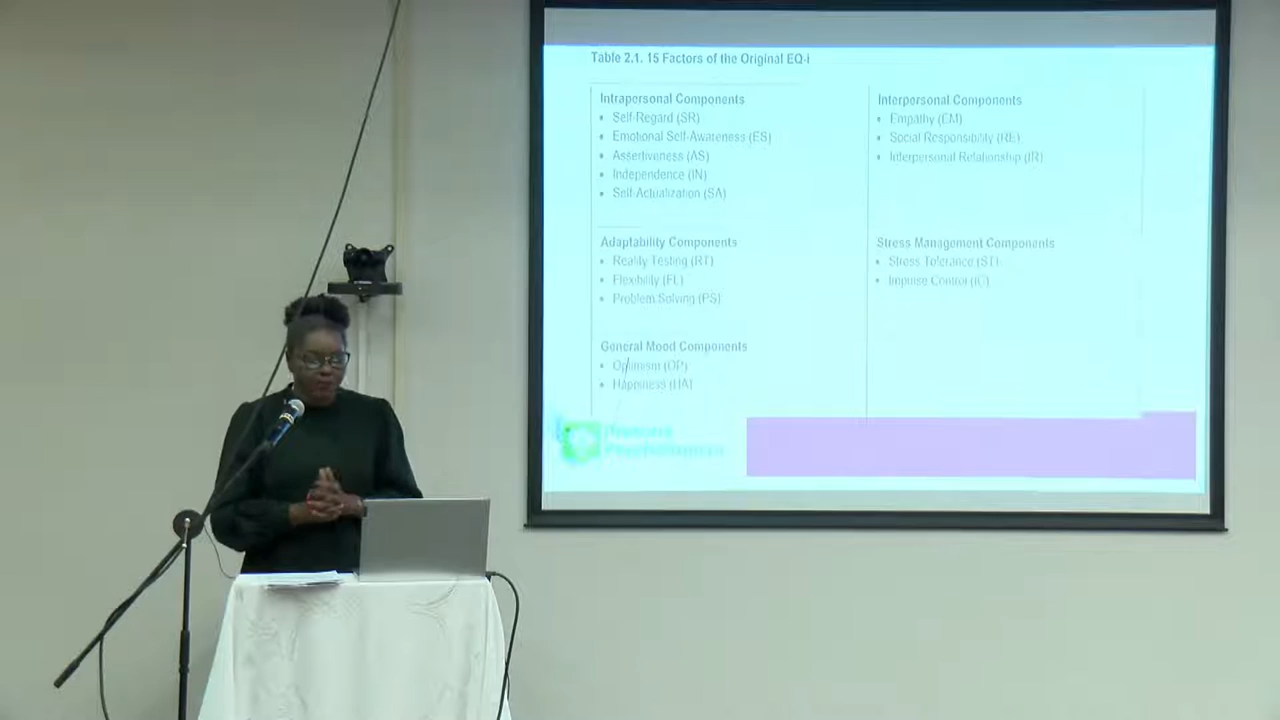 Table 2.1. 15 Factors of the Original EQ-i
Intrapersonal Components
• Self-Regard (SR)
• Emotional Self-Awareness (ES)
• Assertiveness (AS)
• Independence (IN)
• Self-Actualization (SA)
Interpersonal Components
• Empathy (EM)
• Social Responsibility (RE)
• Interpersonal Relationship (IR)
Adaptability Components
• Reality Testing (RT)
• Flexibility (FL)
• Problem Solving (PS)
Stress Management Components
• Stress Tolerance (ST)
• Impulse Control (IC)
General Mood Components
• Optimism (OP)
• Happiness (HA)